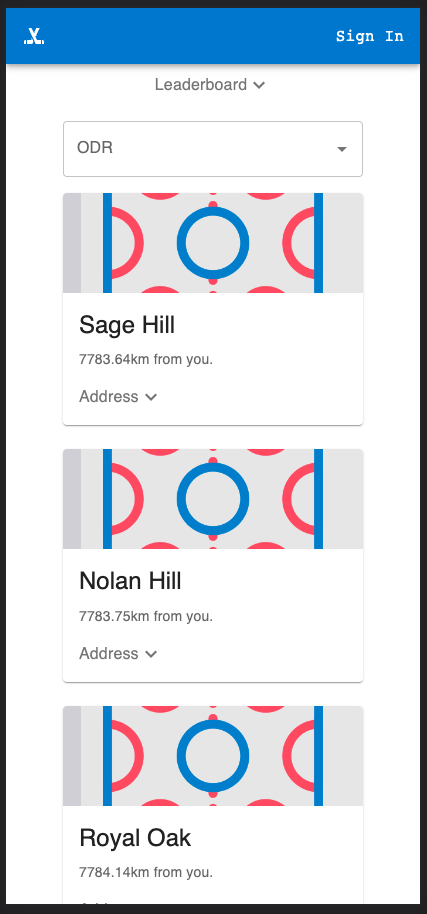 Sign In
Leaderboard
ODR
Sage Hill
7783.64km from you.
Address
Nolan Hill
7783.75km from you.
Address
Royal Oak
7784.14km from you.